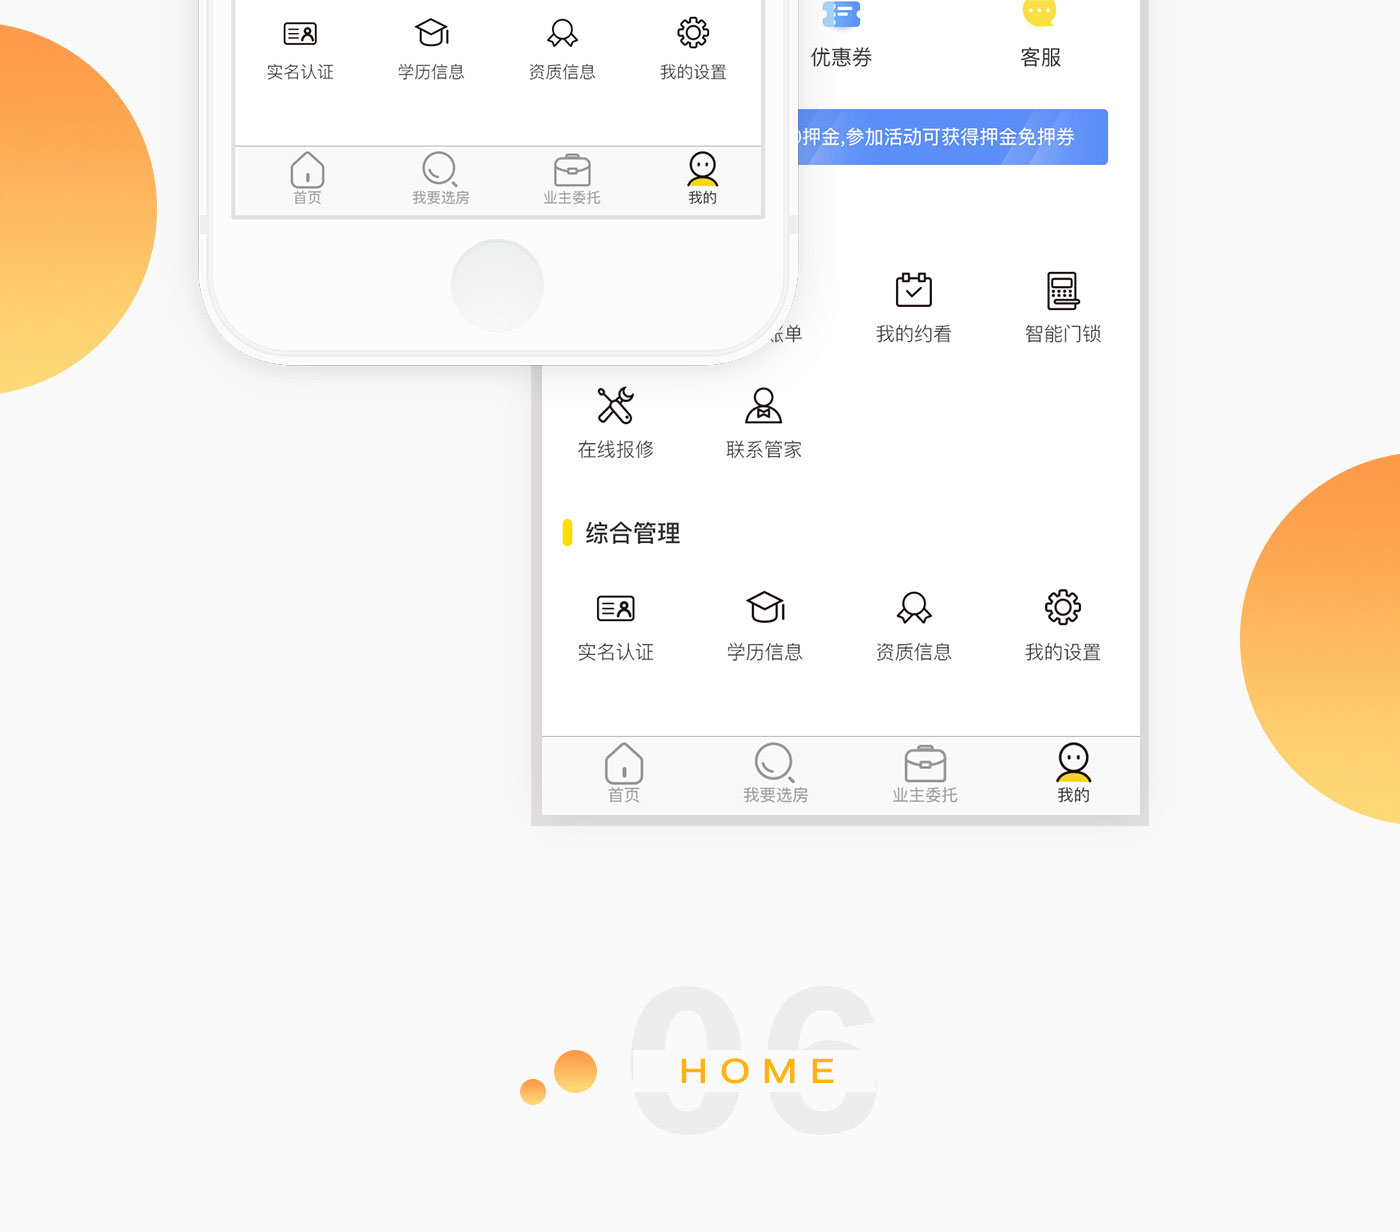 实名认证 学历信息 资质信息 我的设置
首页 我要选房 业主委托 我的
优惠券 客服
押金,参加活动可获得押金免押券
账单 我的约看 智能门锁
在线报修 联系管家
综合管理
实名认证 学历信息 资质信息 我的设置
首页 我要选房 业主委托 我的
06
HOME